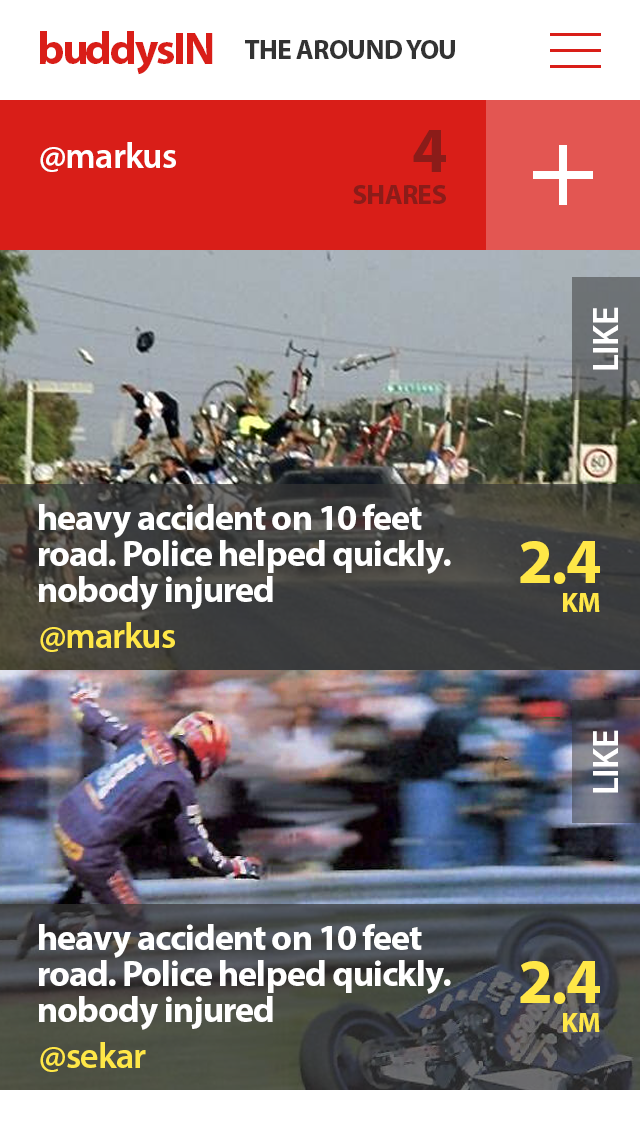 buddysIN THE AROUND YOU
@markus
4
SHARES
LIKE
60
heavy accident on 10 feet
road. Police helped quickly.
nobody injured
2.4
KM
@markus
LIKE
heavy accident on 10 feet
road. Police helped quickly.
nobody injured
2.4
KM
@sekar